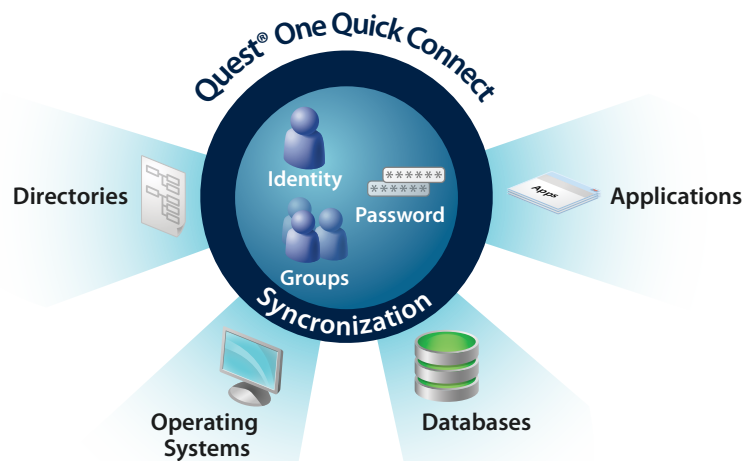 Quest® One Quick Connect
Identity
******
******
Password
Groups
Syncronization
Directories
Apps
Applications
Operating
Systems
Databases